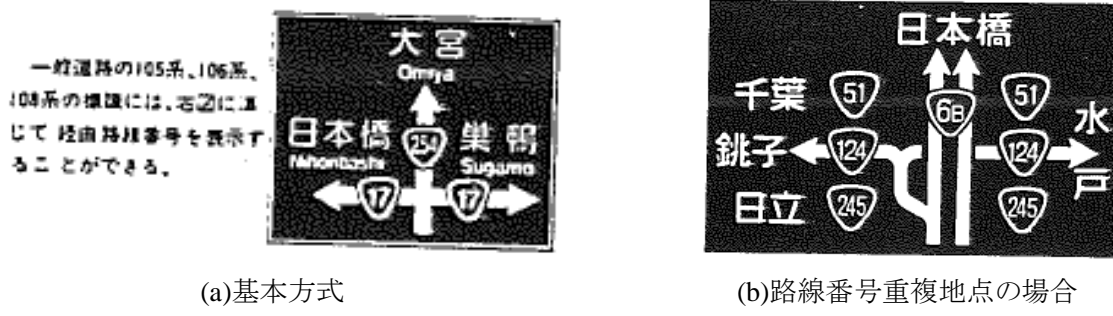 一般道路の105系、106系、
108系の標識には、右図に準
じて 経由路線番号を表示す
ることができる。
大宮
Omiya
254
日本橋 巣鴨
Nihonbashi Sugamo
17 17
(a)基本方式
日本橋
千葉 51 6B 51
銚子 124 124 水戸
日立 245 245
(b)路線番号重複地点の場合